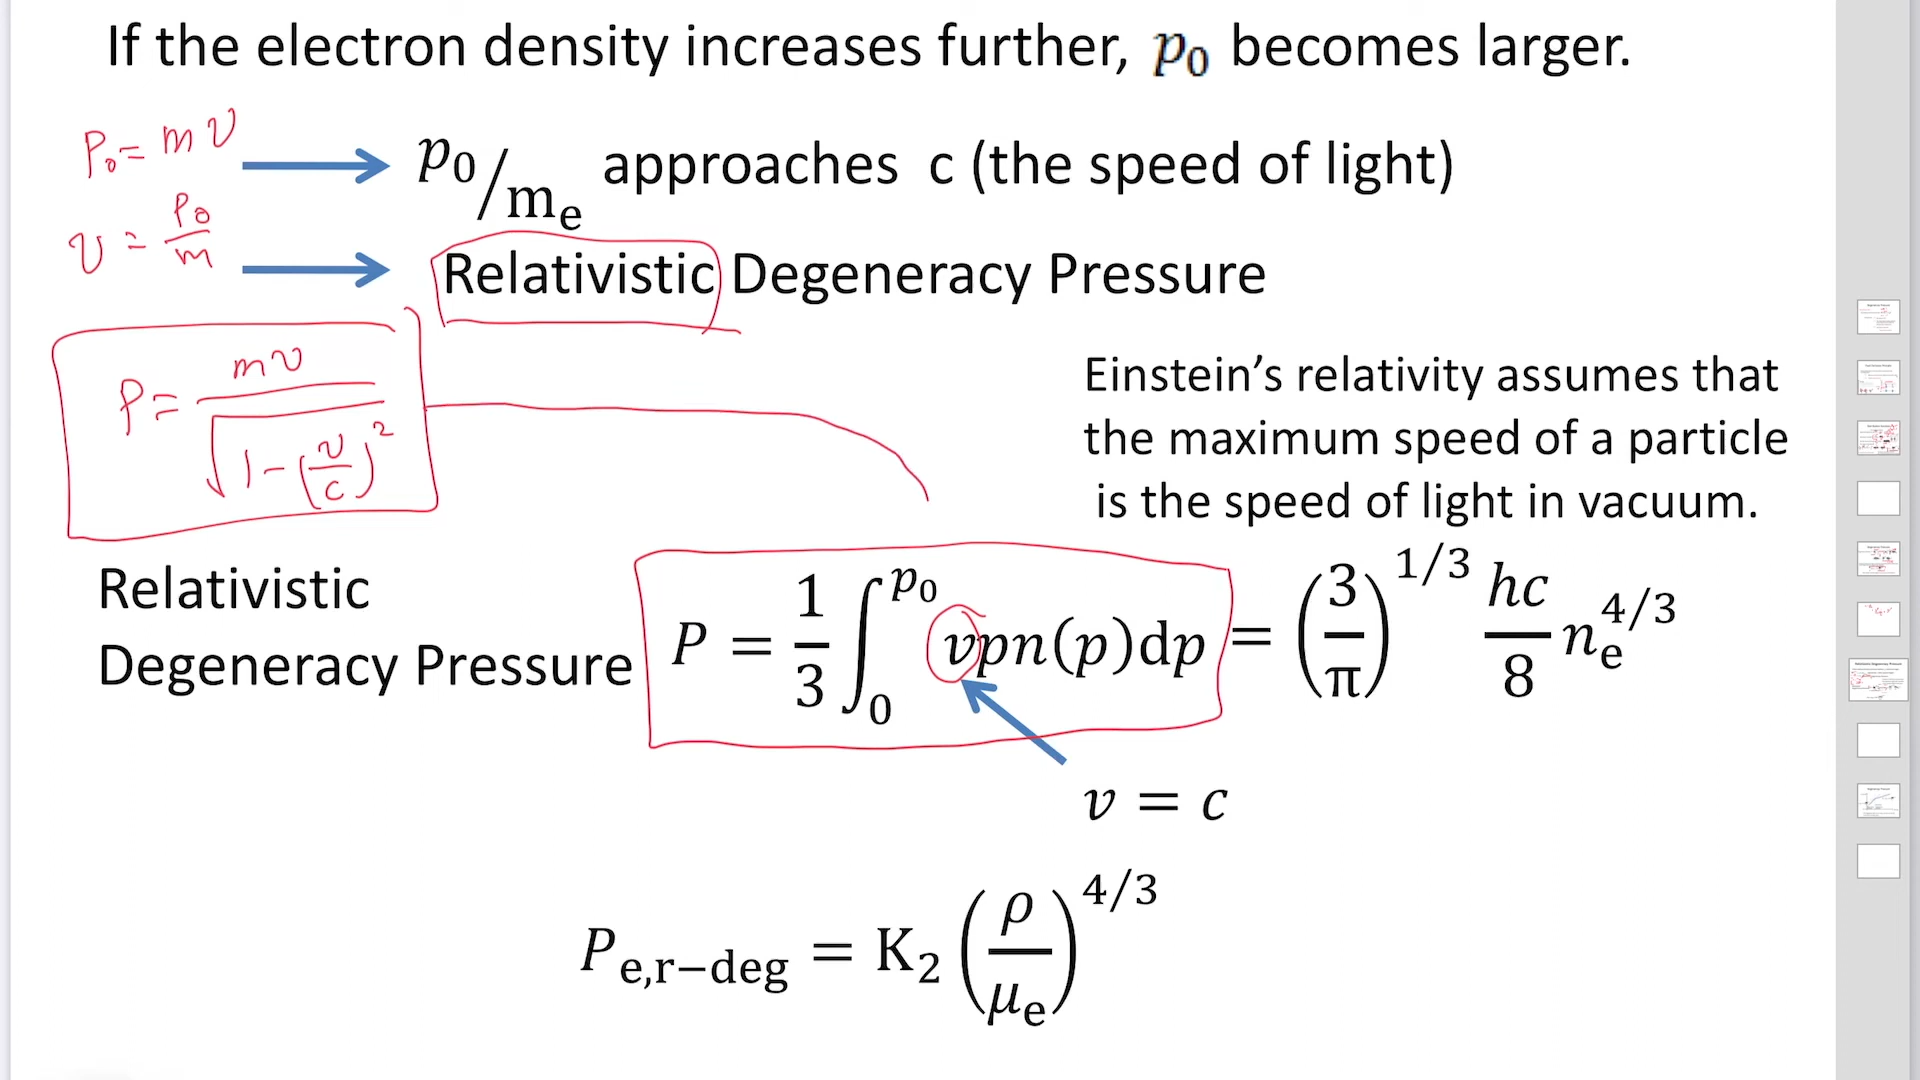 If the electron density increases further, p₀ becomes larger.
P₀ = m v
p₀/mₑ approaches c (the speed of light)
v = P₀/m
Relativistic Degeneracy Pressure
P = mv / √(1 − (v/c)²)
Einstein’s relativity assumes that
the maximum speed of a particle
is the speed of light in vacuum.
Relativistic
Degeneracy Pressure
P = 1/3 ∫₀^p₀ vpn(p)dp = (3/π)^1/3 hc/8 nₑ^4/3
v = c
P_e,r−deg = K₂ (ρ/μₑ)^4/3